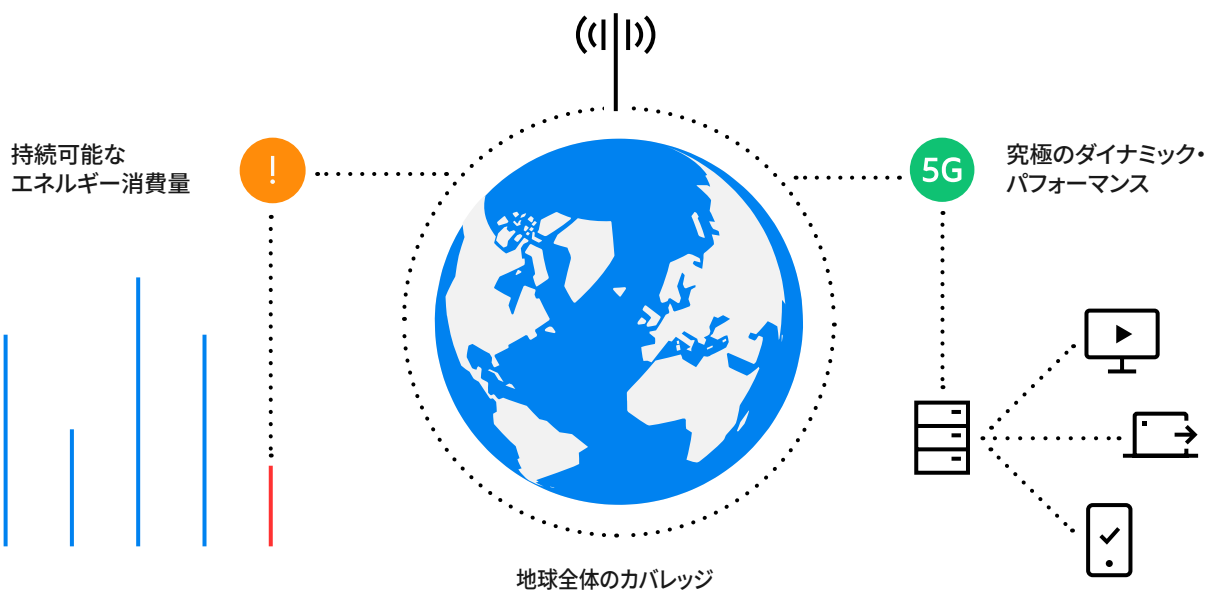 持続可能な
エネルギー消費量
!
5G
究極のダイナミック・
パフォーマンス
地球全体のカバレッジ